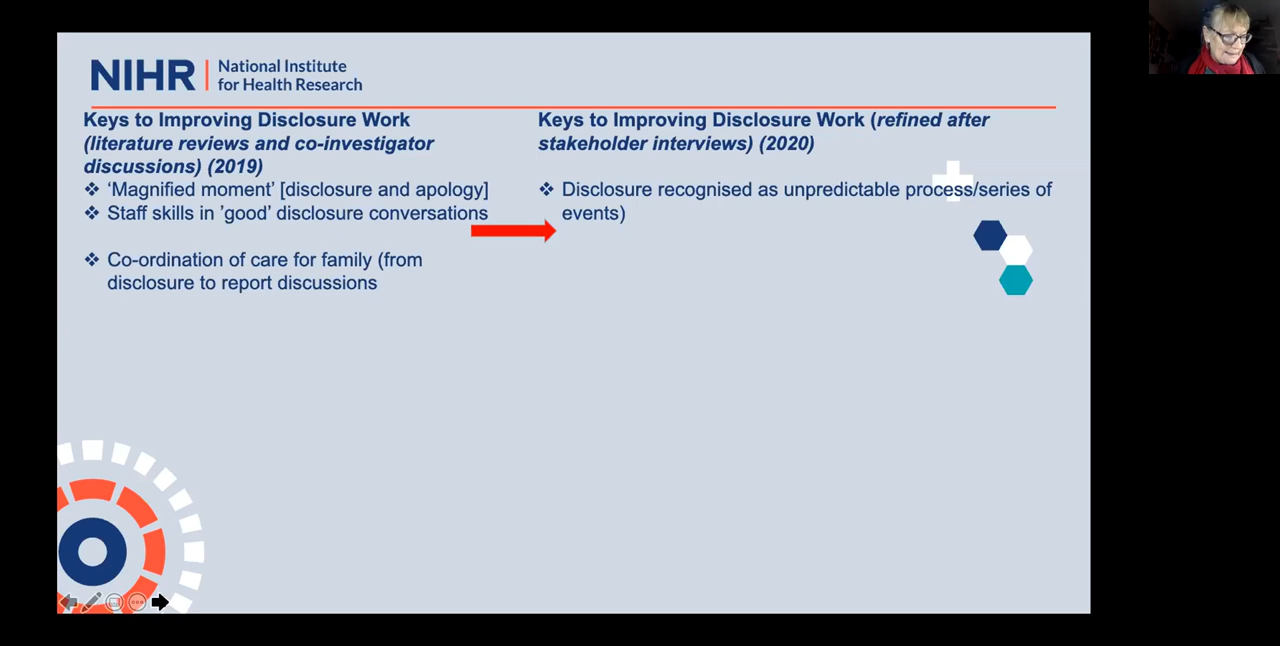 NIHR
National Institute
for Health Research
Keys to Improving Disclosure Work
(literature reviews and co-investigator
discussions) (2019)
❖ ‘Magnified moment’ [disclosure and apology]
❖ Staff skills in ’good’ disclosure conversations
❖ Co-ordination of care for family (from
disclosure to report discussions
Keys to Improving Disclosure Work (refined after
stakeholder interviews) (2020)
❖ Disclosure recognised as unpredictable process/series of
events)